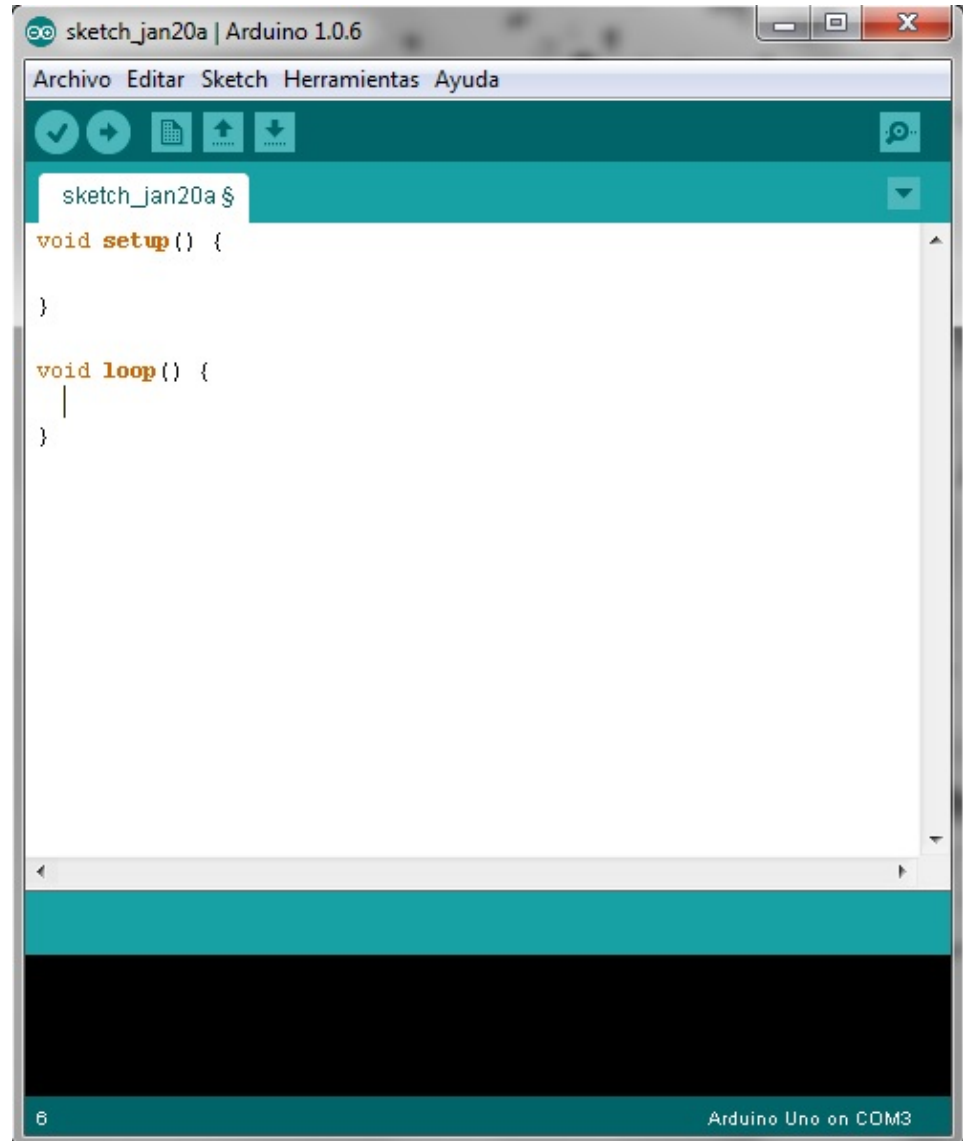 sketch_jan20a | Arduino 1.0.6
Archivo Editar Sketch Herramientas Ayuda
sketch_jan20a §
void setup() {
}
void loop() {
}
6
Arduino Uno on COM3